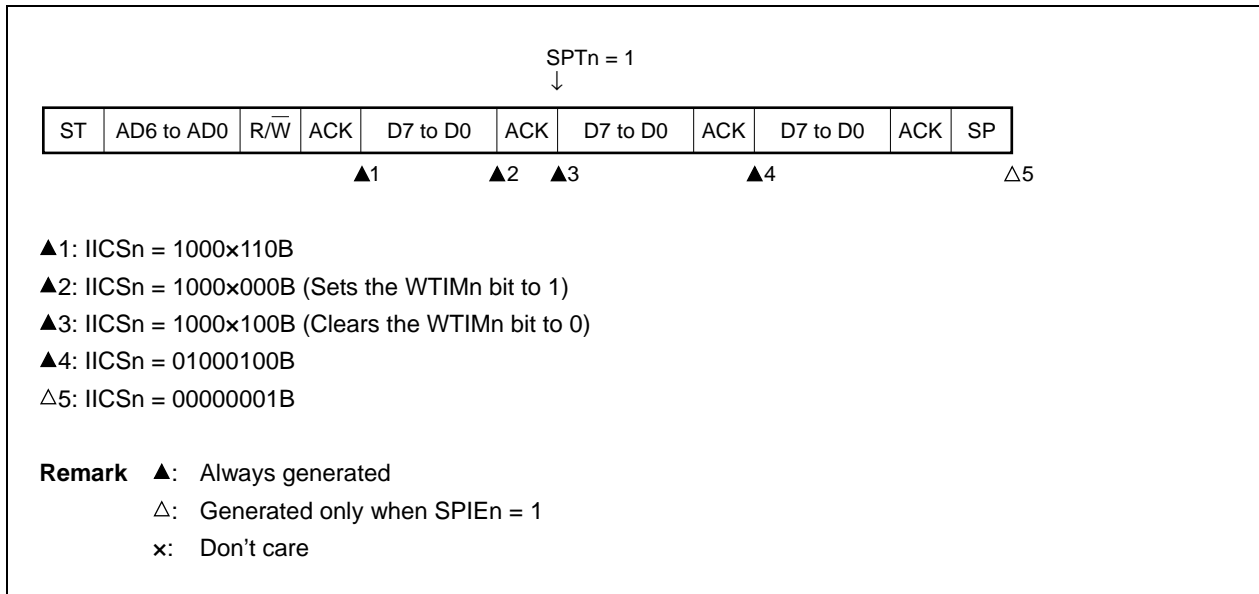 SPTn = 1
↓
ST AD6 to AD0 R/W̅ ACK D7 to D0 ACK D7 to D0 ACK D7 to D0 ACK SP
▲1 ▲2 ▲3 ▲4 △5
▲1: IICSn = 1000×110B
▲2: IICSn = 1000×000B (Sets the WTIMn bit to 1)
▲3: IICSn = 1000×100B (Clears the WTIMn bit to 0)
▲4: IICSn = 01000100B
△5: IICSn = 00000001B
Remark ▲: Always generated
△: Generated only when SPIEn = 1
×: Don't care